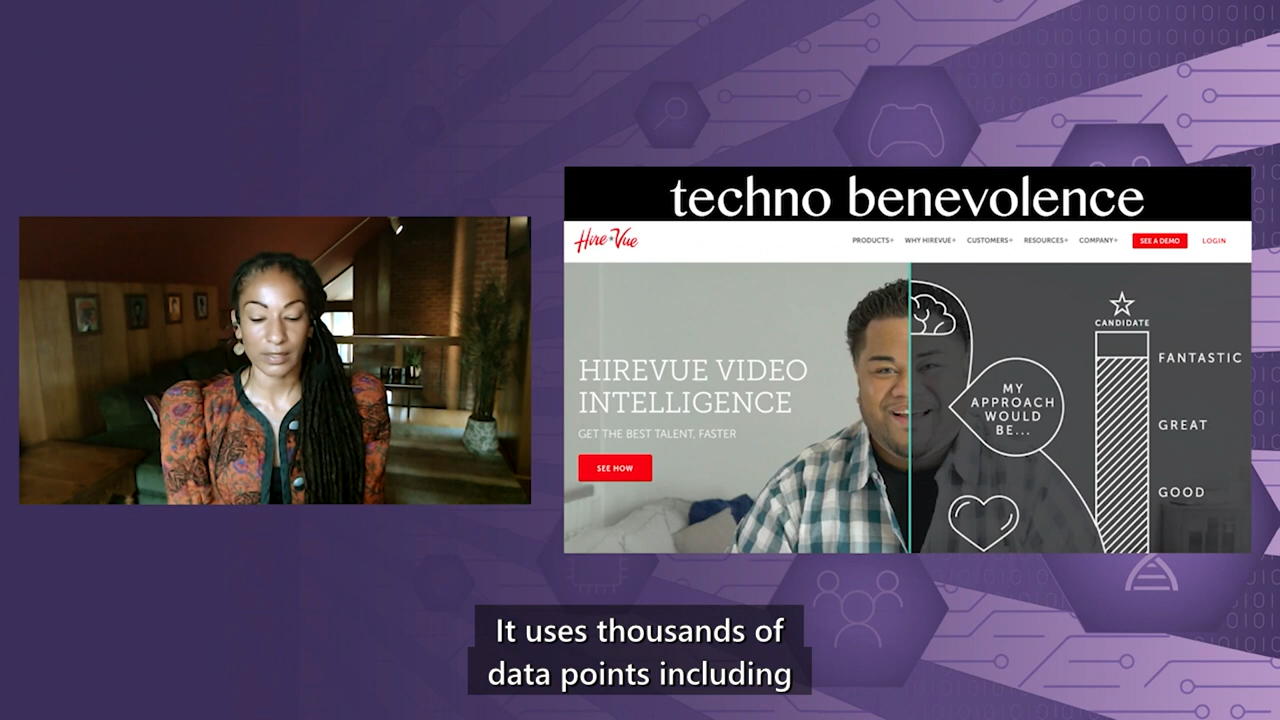 techno benevolence
Hire Vue
PRODUCTS+ WHY HIREVUE+ CUSTOMERS+ RESOURCES+ COMPANY+ SEE A DEMO LOGIN
HIREVUE VIDEO
INTELLIGENCE
GET THE BEST TALENT, FASTER
SEE HOW
MY
APPROACH
WOULD
BE...
CANDIDATE
FANTASTIC
GREAT
GOOD
It uses thousands of
data points including